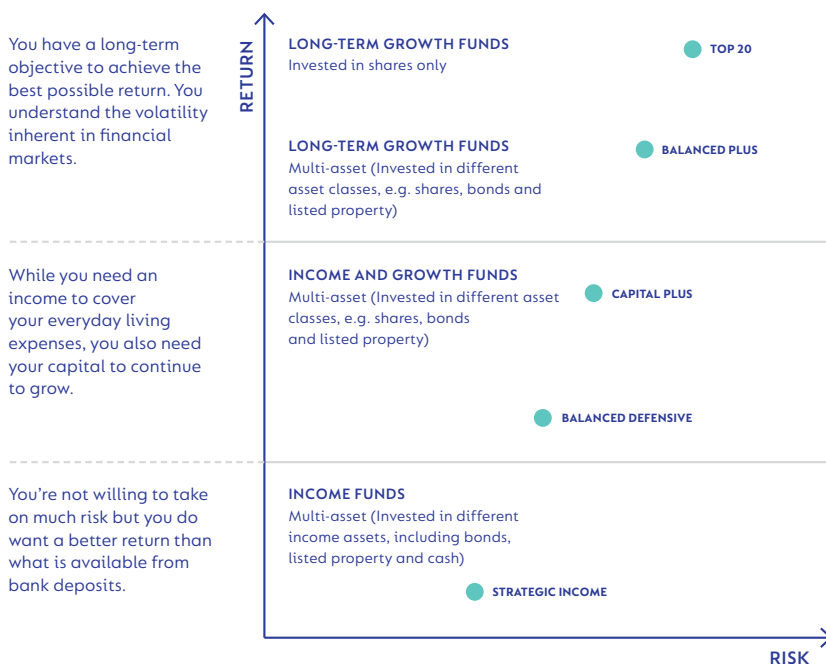 You have a long-term
objective to achieve the
best possible return. You
understand the volatility
inherent in financial
markets.
RETURN
LONG-TERM GROWTH FUNDS
Invested in shares only
TOP 20
LONG-TERM GROWTH FUNDS
Multi-asset (Invested in different
asset classes, e.g. shares, bonds and
listed property)
BALANCED PLUS
While you need an
income to cover
your everyday living
expenses, you also need
your capital to continue
to grow.
INCOME AND GROWTH FUNDS
Multi-asset (Invested in different asset
classes, e.g. shares, bonds
and listed property)
CAPITAL PLUS
BALANCED DEFENSIVE
You're not willing to take
on much risk but you do
want a better return than
what is available from
bank deposits.
INCOME FUNDS
Multi-asset (Invested in different
income assets, including bonds,
listed property and cash)
STRATEGIC INCOME
RISK